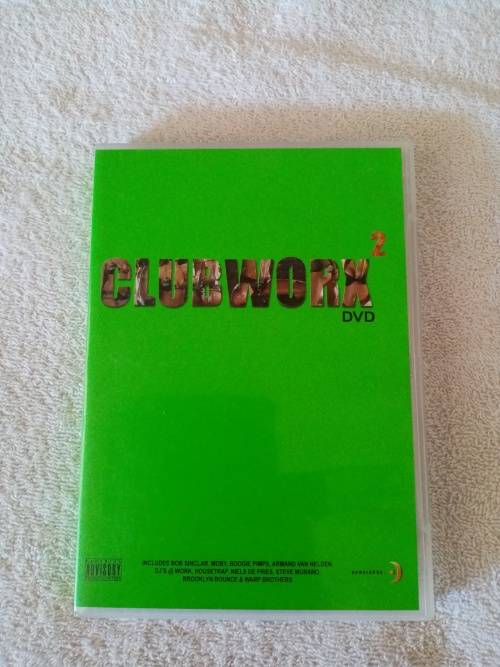 CLUBWORX 2
DVD
INCLUDES BOB SINCLAR, MOBY, BOOGIE PIMPS, ARMAND VAN HELDEN,
DJ'S @ WORK, HOUSETRAP, NIELS DE FRIES, STEVE MURANO
BROOKLYN BOUNCE & WARP BROTHERS
ADVISORY